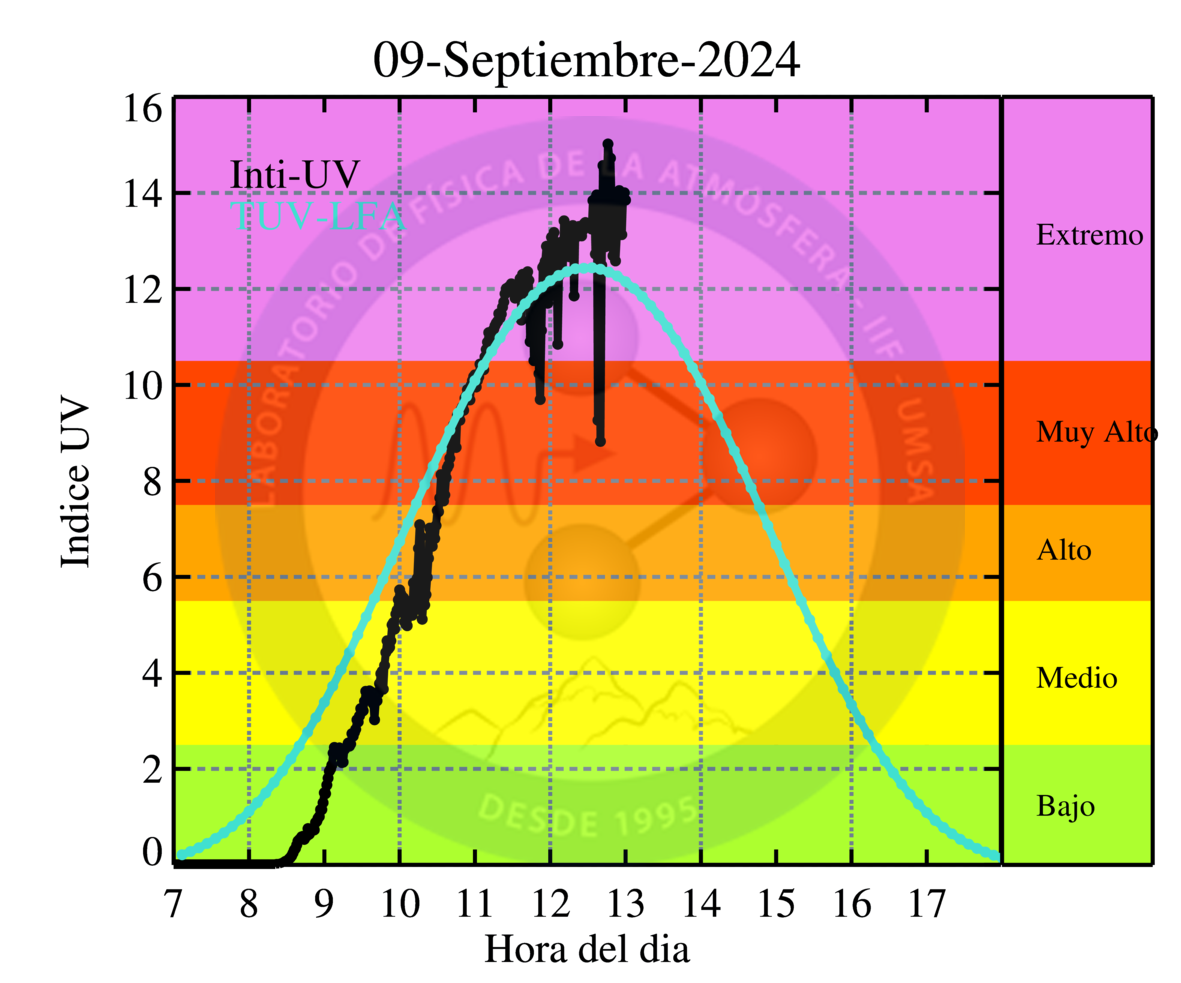 09-Septiembre-2024
16
14
12
10
8
6
4
2
0
Indice UV
Inti-UV
TUV-LFA
LABORATORIO DE FÍSICA DE LA ATMÓSFERA - IIF - UMSA
DESDE 1995
Extremo
Muy Alto
Alto
Medio
Bajo
7 8 9 10 11 12 13 14 15 16 17
Hora del dia